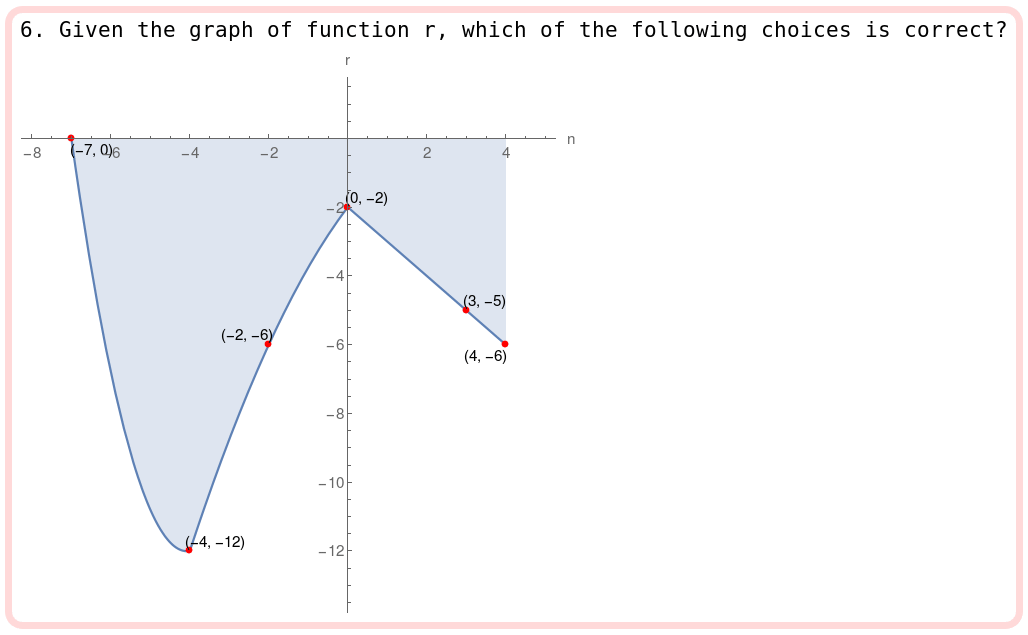 6. Given the graph of function r, which of the following choices is correct?
r
n
−8 (−7, 0) −6 −4 −2 2 4
(0, −2)
−2
−4
(3, −5)
(−2, −6)
−6
(4, −6)
−8
−10
(−4, −12)
−12